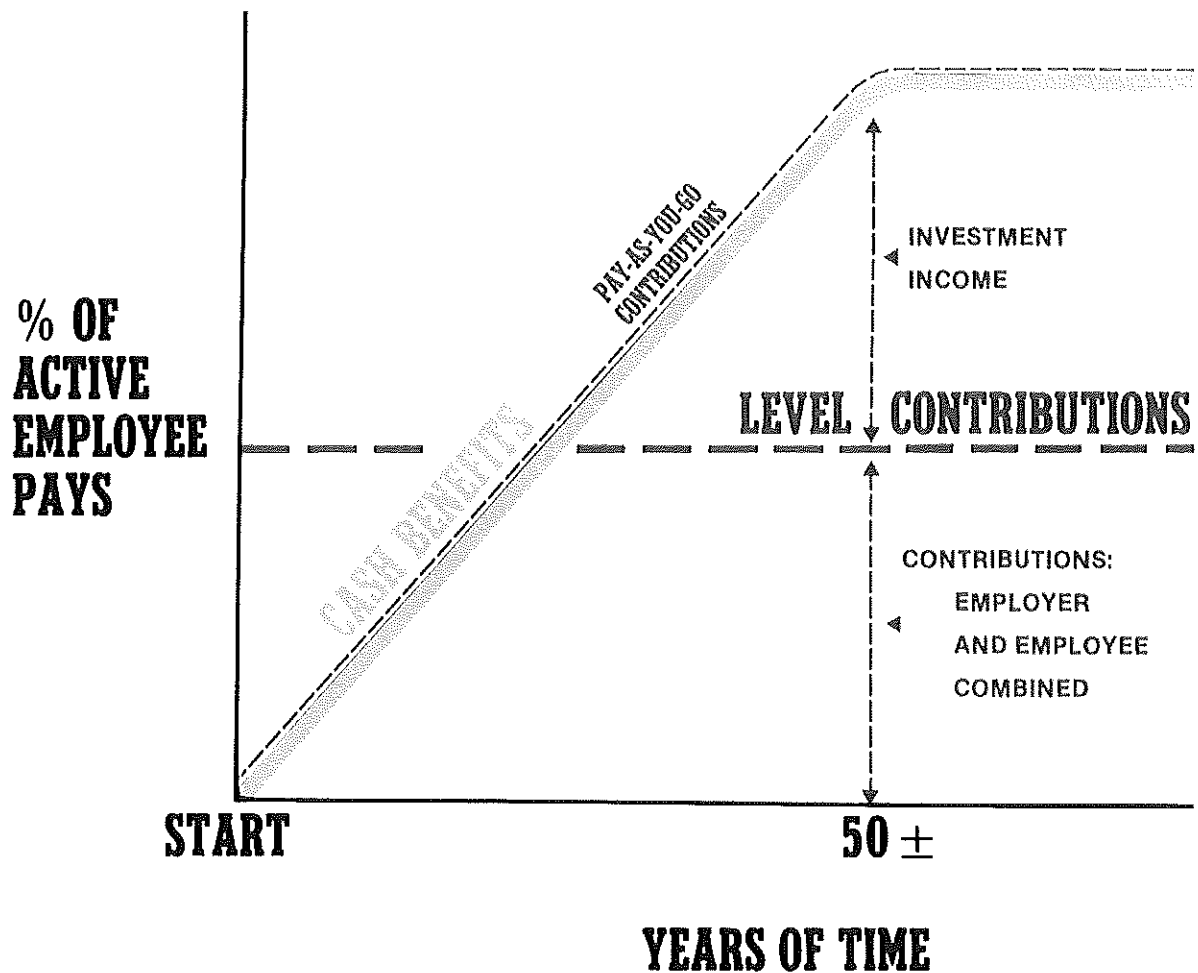 PAY-AS-YOU-GO
CONTRIBUTIONS
INVESTMENT
INCOME
% OF
ACTIVE
EMPLOYEE
PAYS
LEVEL CONTRIBUTIONS
CASH BENEFITS
CONTRIBUTIONS:
EMPLOYER
AND EMPLOYEE
COMBINED
START
50 ±
YEARS OF TIME